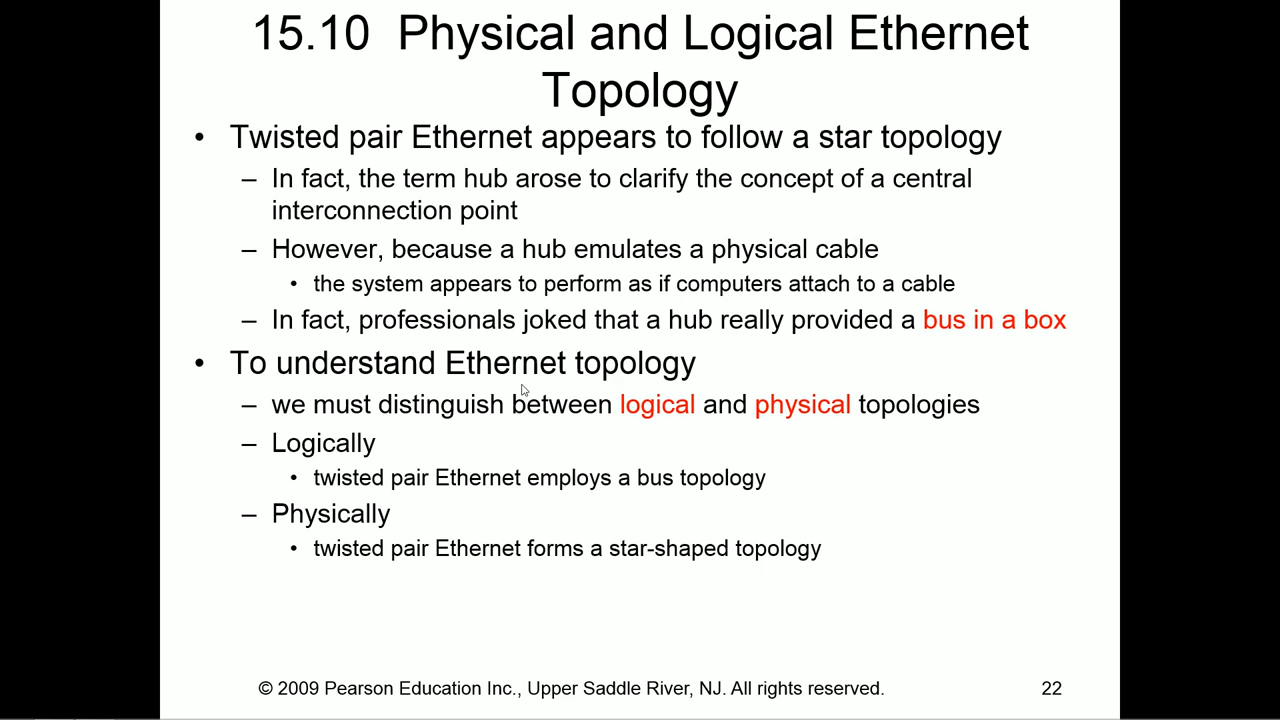 15.10 Physical and Logical Ethernet
Topology
• Twisted pair Ethernet appears to follow a star topology
– In fact, the term hub arose to clarify the concept of a central
interconnection point
– However, because a hub emulates a physical cable
• the system appears to perform as if computers attach to a cable
– In fact, professionals joked that a hub really provided a bus in a box
• To understand Ethernet topology
– we must distinguish between logical and physical topologies
– Logically
• twisted pair Ethernet employs a bus topology
– Physically
• twisted pair Ethernet forms a star-shaped topology
© 2009 Pearson Education Inc., Upper Saddle River, NJ. All rights reserved. 22